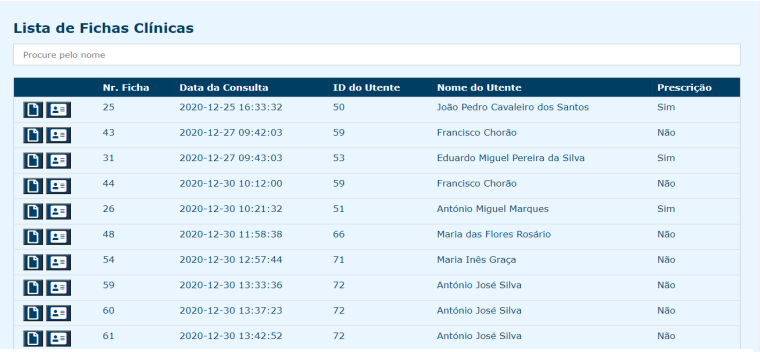 Lista de Fichas Clínicas
Procure pelo nome
Nr. Ficha Data da Consulta ID do Utente Nome do Utente Prescrição
25 2020-12-25 16:33:32 50 João Pedro Cavaleiro dos Santos Sim
43 2020-12-27 09:42:03 59 Francisco Chorão Não
31 2020-12-27 09:43:03 53 Eduardo Miguel Pereira da Silva Sim
44 2020-12-30 10:12:00 59 Francisco Chorão Não
26 2020-12-30 10:21:32 51 António Miguel Marques Sim
48 2020-12-30 11:58:38 66 Maria das Flores Rosário Não
54 2020-12-30 12:57:44 71 Maria Inês Graça Não
59 2020-12-30 13:33:36 72 António José Silva Não
60 2020-12-30 13:37:23 72 António José Silva Não
61 2020-12-30 13:42:52 72 António José Silva Não